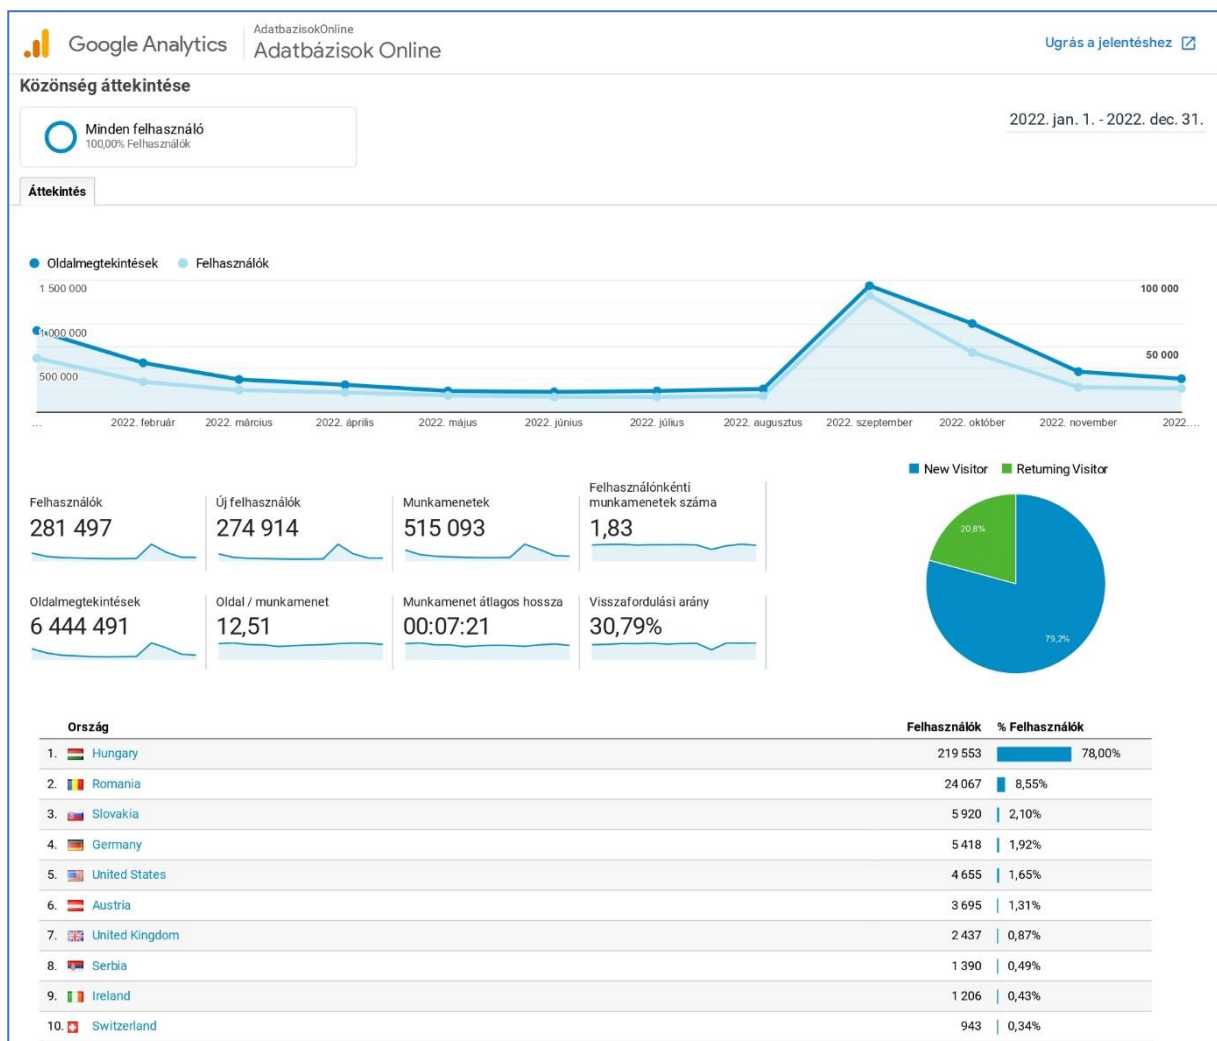 Google Analytics
AdatbazisokOnline
Adatbázisok Online
Ugrás a jelentéshez
Közönség áttekintése
Minden felhasználó
100,00% Felhasználók
2022. jan. 1. - 2022. dec. 31.
Áttekintés
Oldalmegtekintések Felhasználók
1 500 000 100 000
1 000 000 50 000
500 000
... 2022. február 2022. március 2022. április 2022. május 2022. június 2022. július 2022. augusztus 2022. szeptember 2022. október 2022. november 2022....
New Visitor Returning Visitor
20,8%
79,2%
Felhasználók
281 497
Új felhasználók
274 914
Munkamenetek
515 093
Felhasználónkénti
munkamenetek száma
1,83
Oldalmegtekintések
6 444 491
Oldal / munkamenet
12,51
Munkamenet átlagos hossza
00:07:21
Visszafordulási arány
30,79%
Ország Felhasználók % Felhasználók
1. Hungary 219 553 78,00%
2. Romania 24 067 8,55%
3. Slovakia 5 920 2,10%
4. Germany 5 418 1,92%
5. United States 4 655 1,65%
6. Austria 3 695 1,31%
7. United Kingdom 2 437 0,87%
8. Serbia 1 390 0,49%
9. Ireland 1 206 0,43%
10. Switzerland 943 0,34%